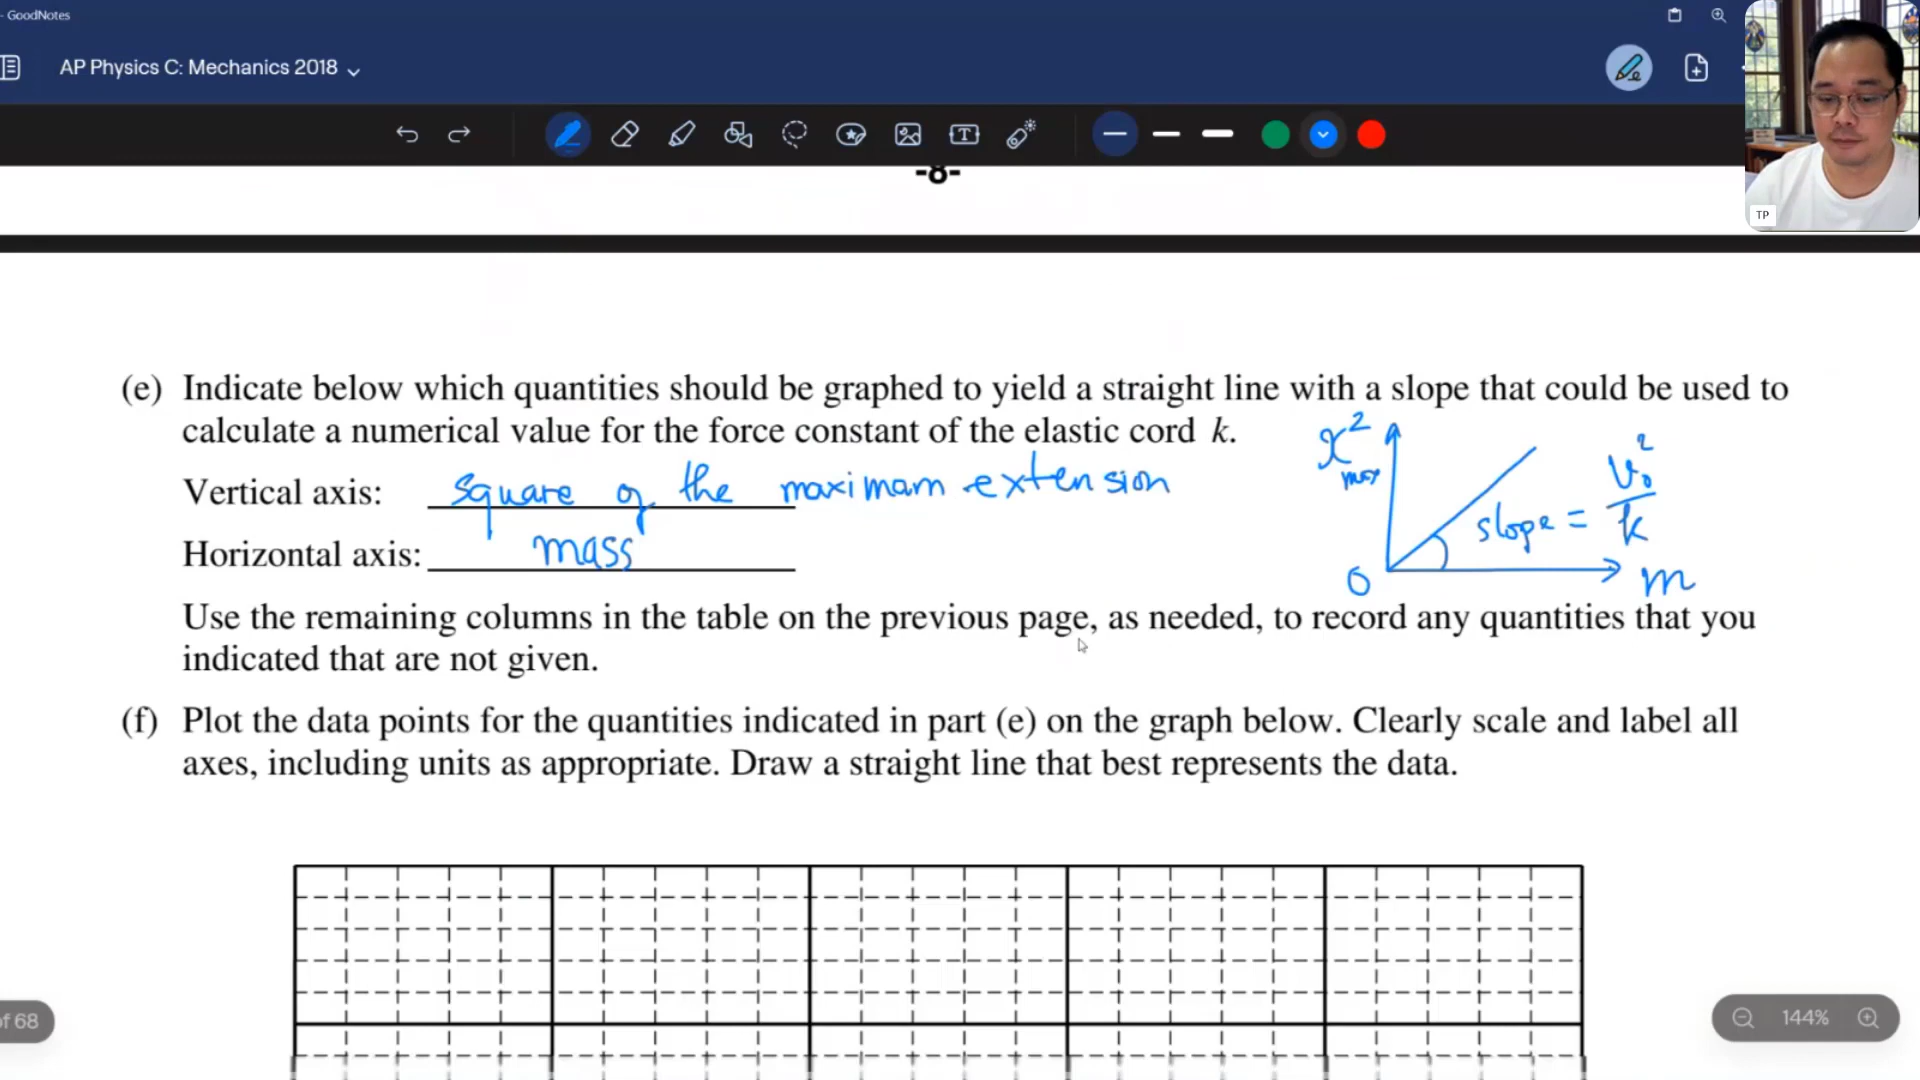 - GoodNotes
AP Physics C: Mechanics 2018
TP
-8-
(e) Indicate below which quantities should be graphed to yield a straight line with a slope that could be used to
calculate a numerical value for the force constant of the elastic cord k.
Vertical axis: square of the maximam extension
Horizontal axis: mass
x²max
slope = v₀²/k
0
m
Use the remaining columns in the table on the previous page, as needed, to record any quantities that you
indicated that are not given.
(f) Plot the data points for the quantities indicated in part (e) on the graph below. Clearly scale and label all
axes, including units as appropriate. Draw a straight line that best represents the data.
of 68
144%